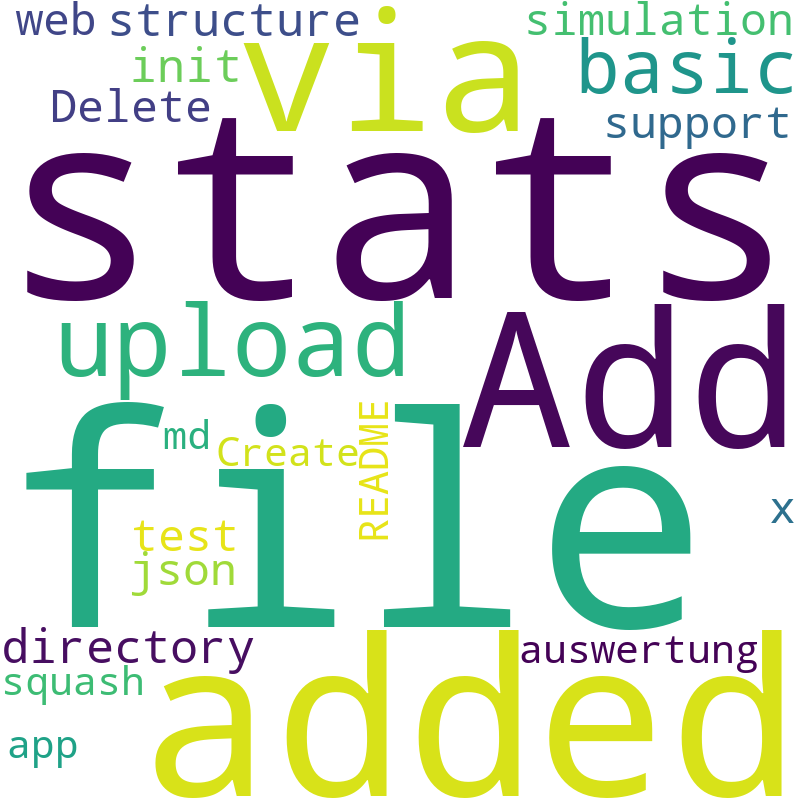 web structure simulation
init via basic
Delete support
stats
upload Add
file
md Create README
test x
json
directory auswertung
squash added
app